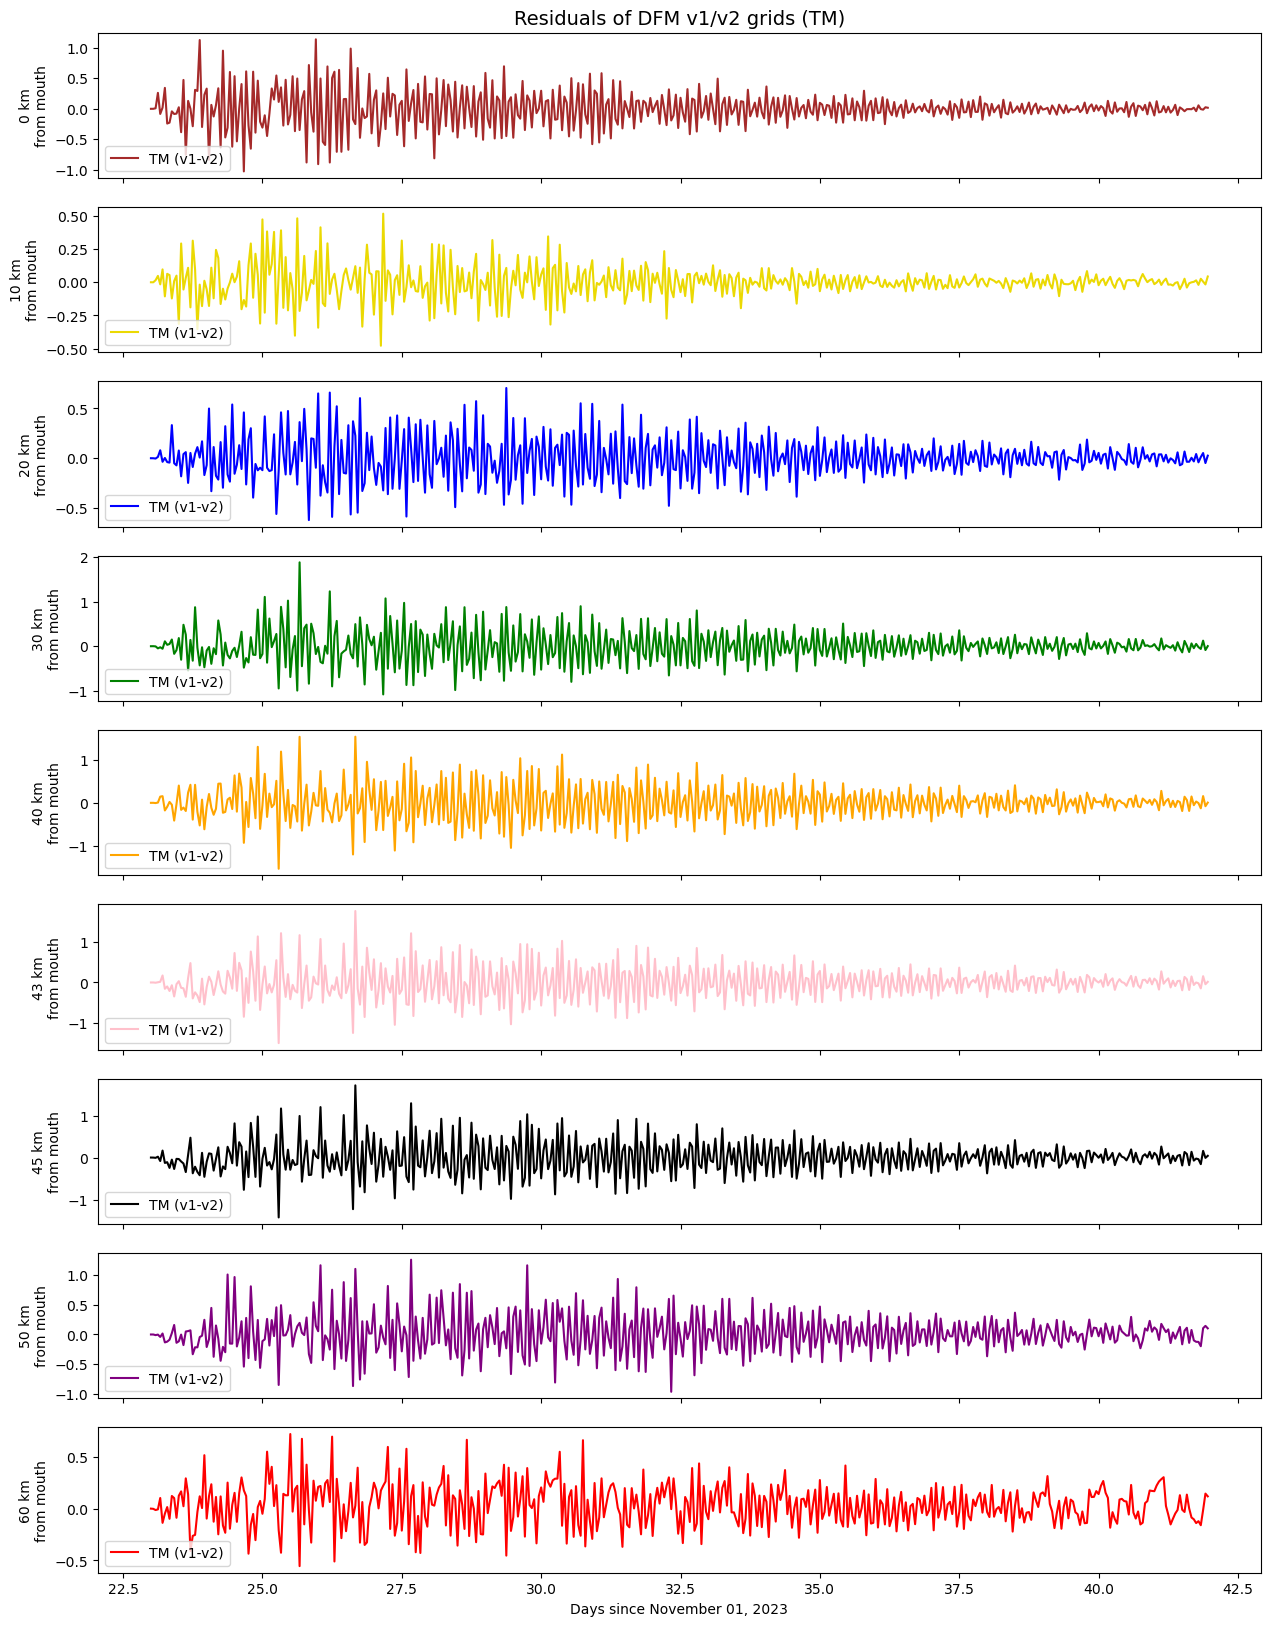 Residuals of DFM v1/v2 grids (TM)
0 km
from mouth
1.0
0.5
0.0
−0.5
−1.0
TM (v1-v2)
10 km
from mouth
0.50
0.25
0.00
−0.25
−0.50
TM (v1-v2)
20 km
from mouth
0.5
0.0
−0.5
TM (v1-v2)
30 km
from mouth
2
1
0
−1
TM (v1-v2)
40 km
from mouth
1
0
−1
TM (v1-v2)
43 km
from mouth
1
0
−1
TM (v1-v2)
45 km
from mouth
1
0
−1
TM (v1-v2)
50 km
from mouth
1.0
0.5
0.0
−0.5
−1.0
TM (v1-v2)
60 km
from mouth
0.5
0.0
−0.5
TM (v1-v2)
22.5 25.0 27.5 30.0 32.5 35.0 37.5 40.0 42.5
Days since November 01, 2023